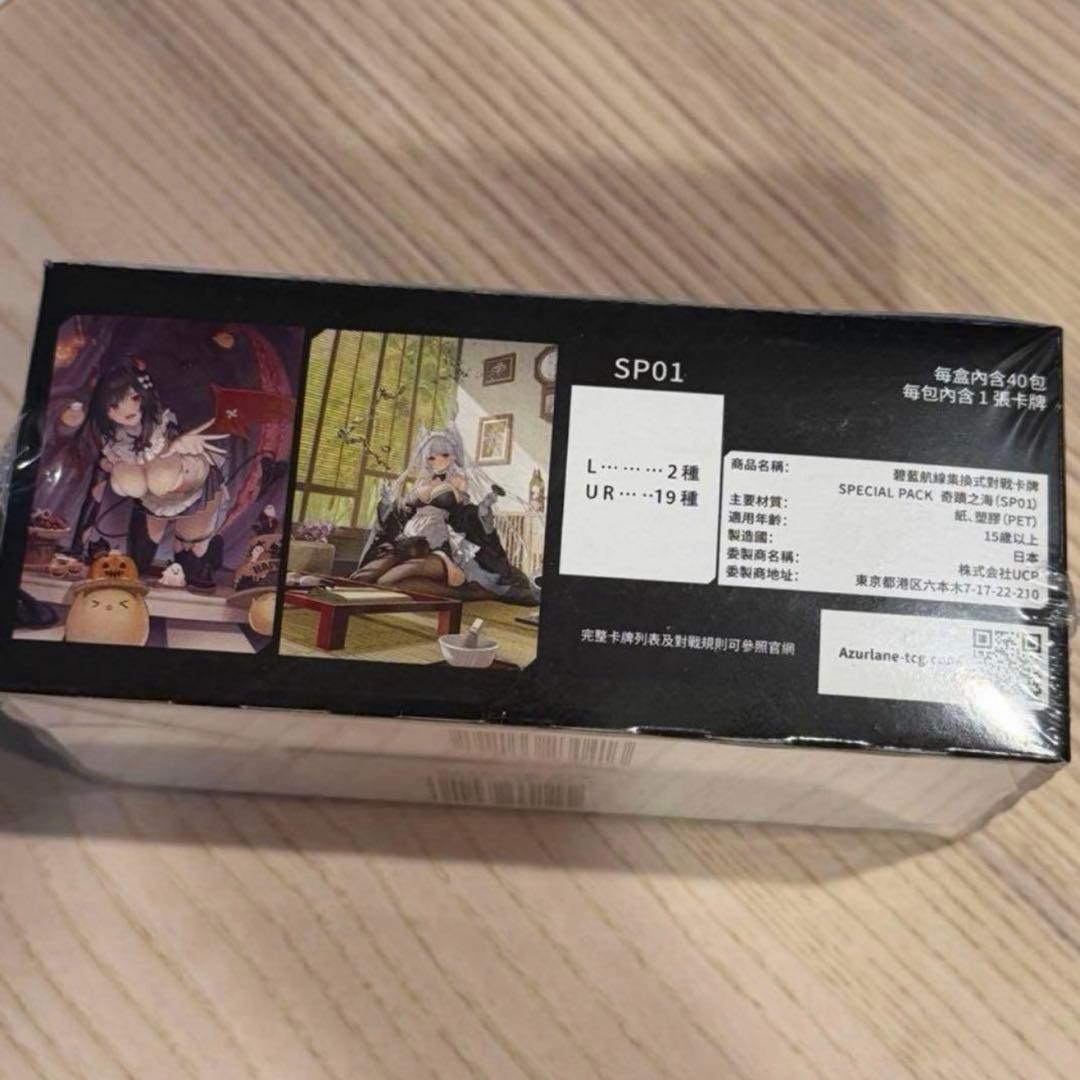 SP01
每盒內含40包
每包內含1張卡牌
L………2種
UR…‥19種
商品名稱：
碧藍航線集換式對戰卡牌
SPECIAL PACK 奇蹟之海(SP01)
主要材質： 紙、塑膠(PET)
適用年齡： 15歲以上
製造國： 日本
委製商名稱： 株式会社UCP
委製商地址： 東京都港区六本木7-17-22-210
完整卡牌列表及對戰規則可參照官網
Azurlane-tcg.com